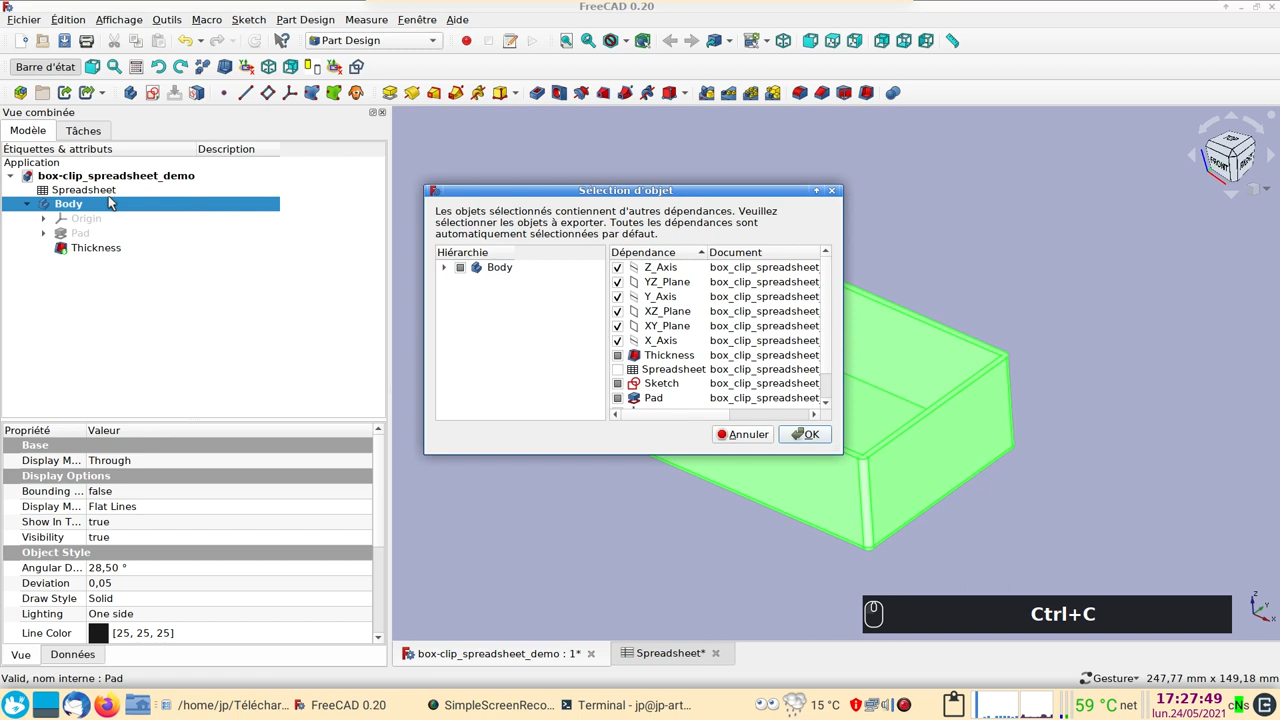 FreeCAD 0.20
Fichier Édition Affichage Outils Macro Sketch Part Design Measure Fenêtre Aide
Part Design
Barre d'état
Vue combinée
Modèle Tâches
Étiquettes & attributs Description
Application
box-clip_spreadsheet_demo
Spreadsheet
Body
Origin
Pad
Thickness
Sélection d'objet
Les objets sélectionnés contiennent d'autres dépendances. Veuillez
sélectionner les objets à exporter. Toutes les dépendances sont
automatiquement sélectionnées par défaut.
Hiérarchie
Body
Dépendance Document
Z_Axis box_clip_spreadsheet
YZ_Plane box_clip_spreadsheet
Y_Axis box_clip_spreadsheet
XZ_Plane box_clip_spreadsheet
XY_Plane box_clip_spreadsheet
X_Axis box_clip_spreadsheet
Thickness box_clip_spreadsheet
Spreadsheet box_clip_spreadsheet
Sketch box_clip_spreadsheet
Pad box_clip_spreadsheet
Annuler OK
TOP
FRONT RIGHT
Propriété Valeur
Base
Display M... Through
Display Options
Bounding ... false
Display M... Flat Lines
Show In T... true
Visibility true
Object Style
Angular D... 28,50 °
Deviation 0,05
Draw Style Solid
Lighting One side
Line Color [25, 25, 25]
Vue Données
Ctrl+C
box-clip_spreadsheet_demo : 1*
Spreadsheet*
Valid, nom interne : Pad
Gesture 247,77 mm x 149,18 mm
/home/jp/Téléchar... FreeCAD 0.20 SimpleScreenReco... Terminal - jp@jp-art...
15 °C
59 °C net
17:27:49
lun.24/05/2021